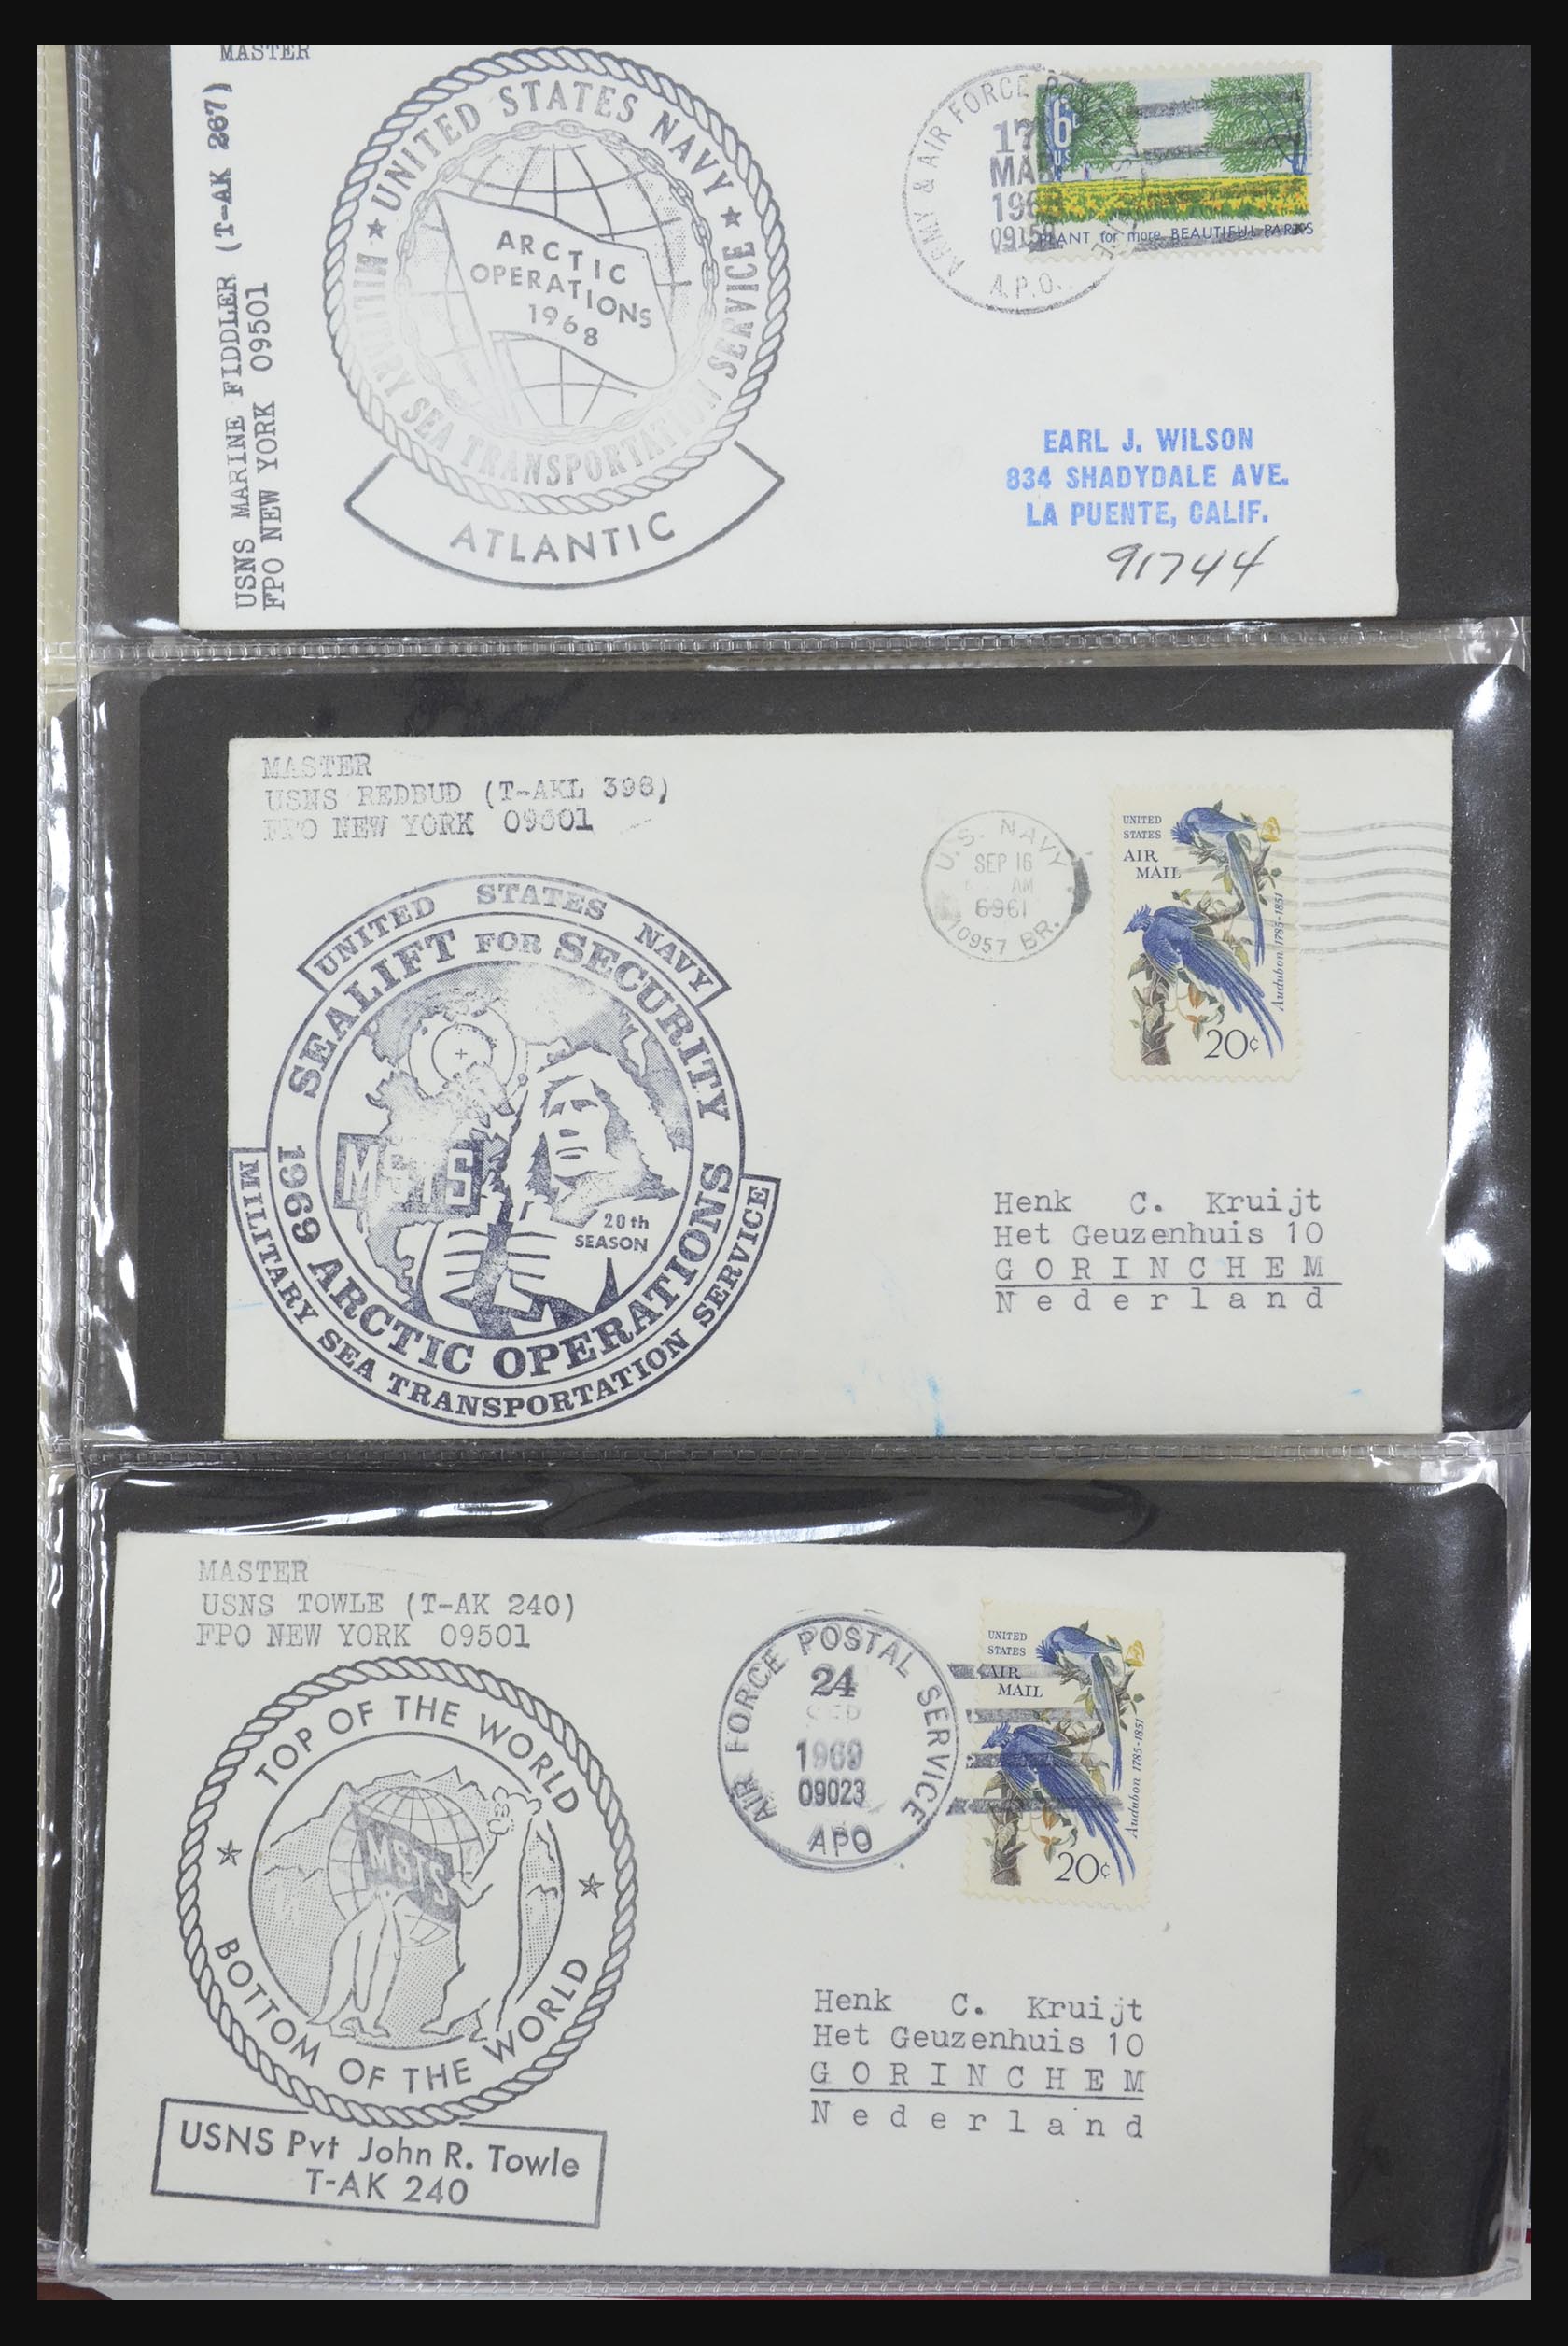 MASTER
USNS MARINE FIDDLER (T-AK 267)
FPO NEW YORK 09501
★ UNITED STATES NAVY ★
MILITARY SEA TRANSPORTATION SERVICE
ARCTIC
OPERATIONS
1968
ATLANTIC
ARMY & AIR FORCE
17
A.P.O.
6c
US
PLANT for more BEAUTIFUL PARKS
EARL J. WILSON
834 SHADYDALE AVE.
LA PUENTE, CALIF.
91744
MASTER
USNS REDBUD (T-AKL 398)
FPO NEW YORK 09501
UNITED STATES NAVY
SEALIFT FOR SECURITY
MSTS
20th
SEASON
1969 ARCTIC OPERATIONS
MILITARY SEA TRANSPORTATION SERVICE
U.S. NAVY
SEP 16
AM
10957 BR.
UNITED
STATES
AIR
MAIL
Audubon 1785-1851
20c
Henk C. Kruijt
Het Geuzenhuis 10
GORINCHEM
Nederland
MASTER
USNS TOWLE (T-AK 240)
FPO NEW YORK 09501
TOP OF THE WORLD
MSTS
BOTTOM OF THE WORLD
USNS Pvt John R. Towle
T-AK 240
AIR FORCE POSTAL SERVICE
24
SEP
1969
09023
APO
UNITED
STATES
AIR
MAIL
Audubon 1785-1851
20c
Henk C. Kruijt
Het Geuzenhuis 10
GORINCHEM
Nederland